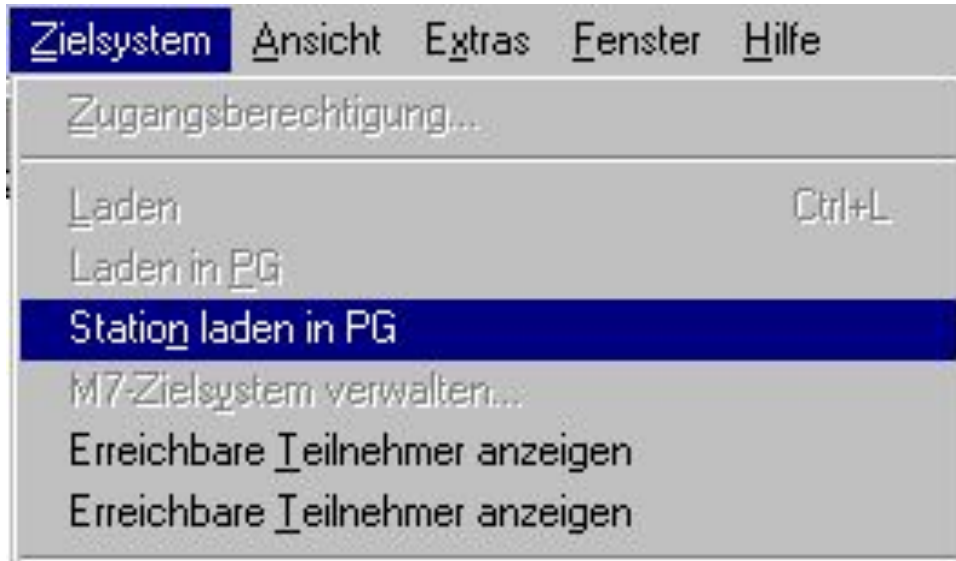 Zielsystem Ansicht Extras Fenster Hilfe
Zugangsberechtigung...
Laden Ctrl+L
Laden in PG
Station laden in PG
M7-Zielsystem verwalten...
Erreichbare Teilnehmer anzeigen
Erreichbare Teilnehmer anzeigen